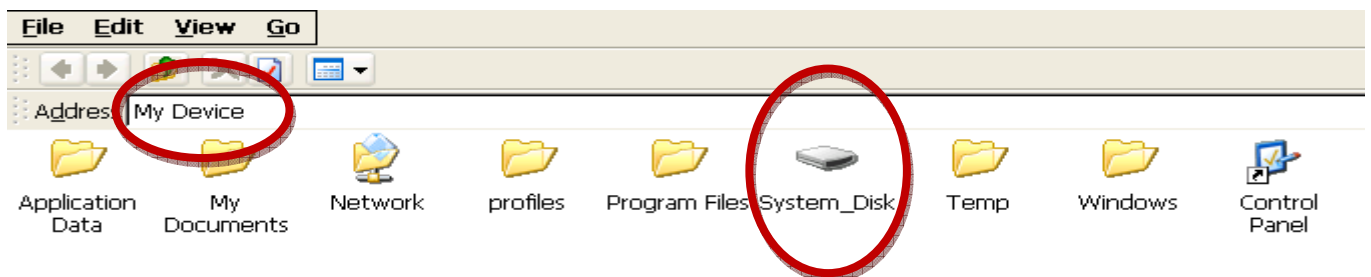 File Edit View Go
Address My Device
Application Data My Documents Network profiles Program Files System_Disk Temp Windows Control Panel